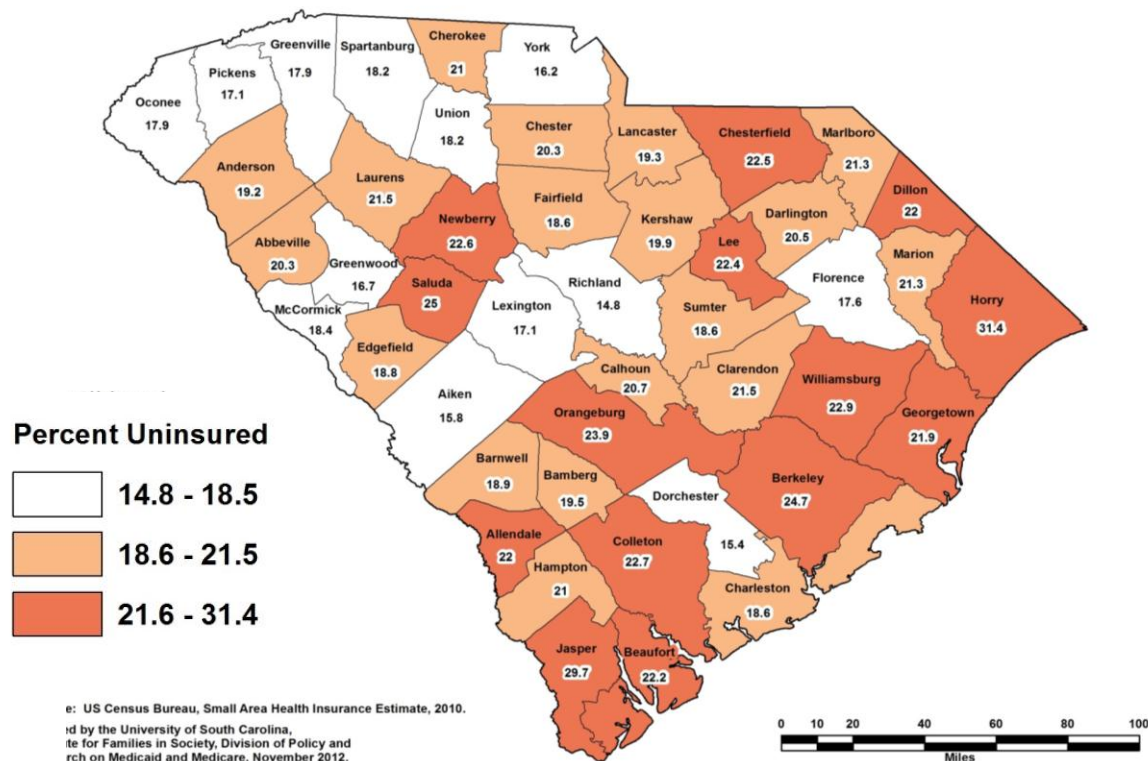 Cherokee
21
York
16.2
Greenville
17.9
Spartanburg
18.2
Pickens
17.1
Oconee
17.9
Union
18.2
Chester
20.3
Lancaster
19.3
Chesterfield
22.5
Marlboro
21.3
Dillon
22
Anderson
19.2
Laurens
21.5
Newberry
22.6
Fairfield
18.6
Kershaw
19.9
Darlington
20.5
Lee
22.4
Marion
21.3
Abbeville
20.3
Greenwood
16.7
Saluda
25
Richland
14.8
Florence
17.6
Horry
31.4
McCormick
18.4
Lexington
17.1
Sumter
18.6
Edgefield
18.8
Calhoun
20.7
Clarendon
21.5
Williamsburg
22.9
Georgetown
21.9
Aiken
15.8
Orangeburg
23.9
Barnwell
18.9
Bamberg
19.5
Berkeley
24.7
Dorchester
15.4
Allendale
22
Colleton
22.7
Hampton
21
Charleston
18.6
Jasper
29.7
Beaufort
22.2
Percent Uninsured
14.8 - 18.5
18.6 - 21.5
21.6 - 31.4
e: US Census Bureau, Small Area Health Insurance Estimate, 2010.
ed by the University of South Carolina,
te for Families in Society, Division of Policy and
rch on Medicaid and Medicare, November 2012.
0 10 20 40 60 80 100
Miles